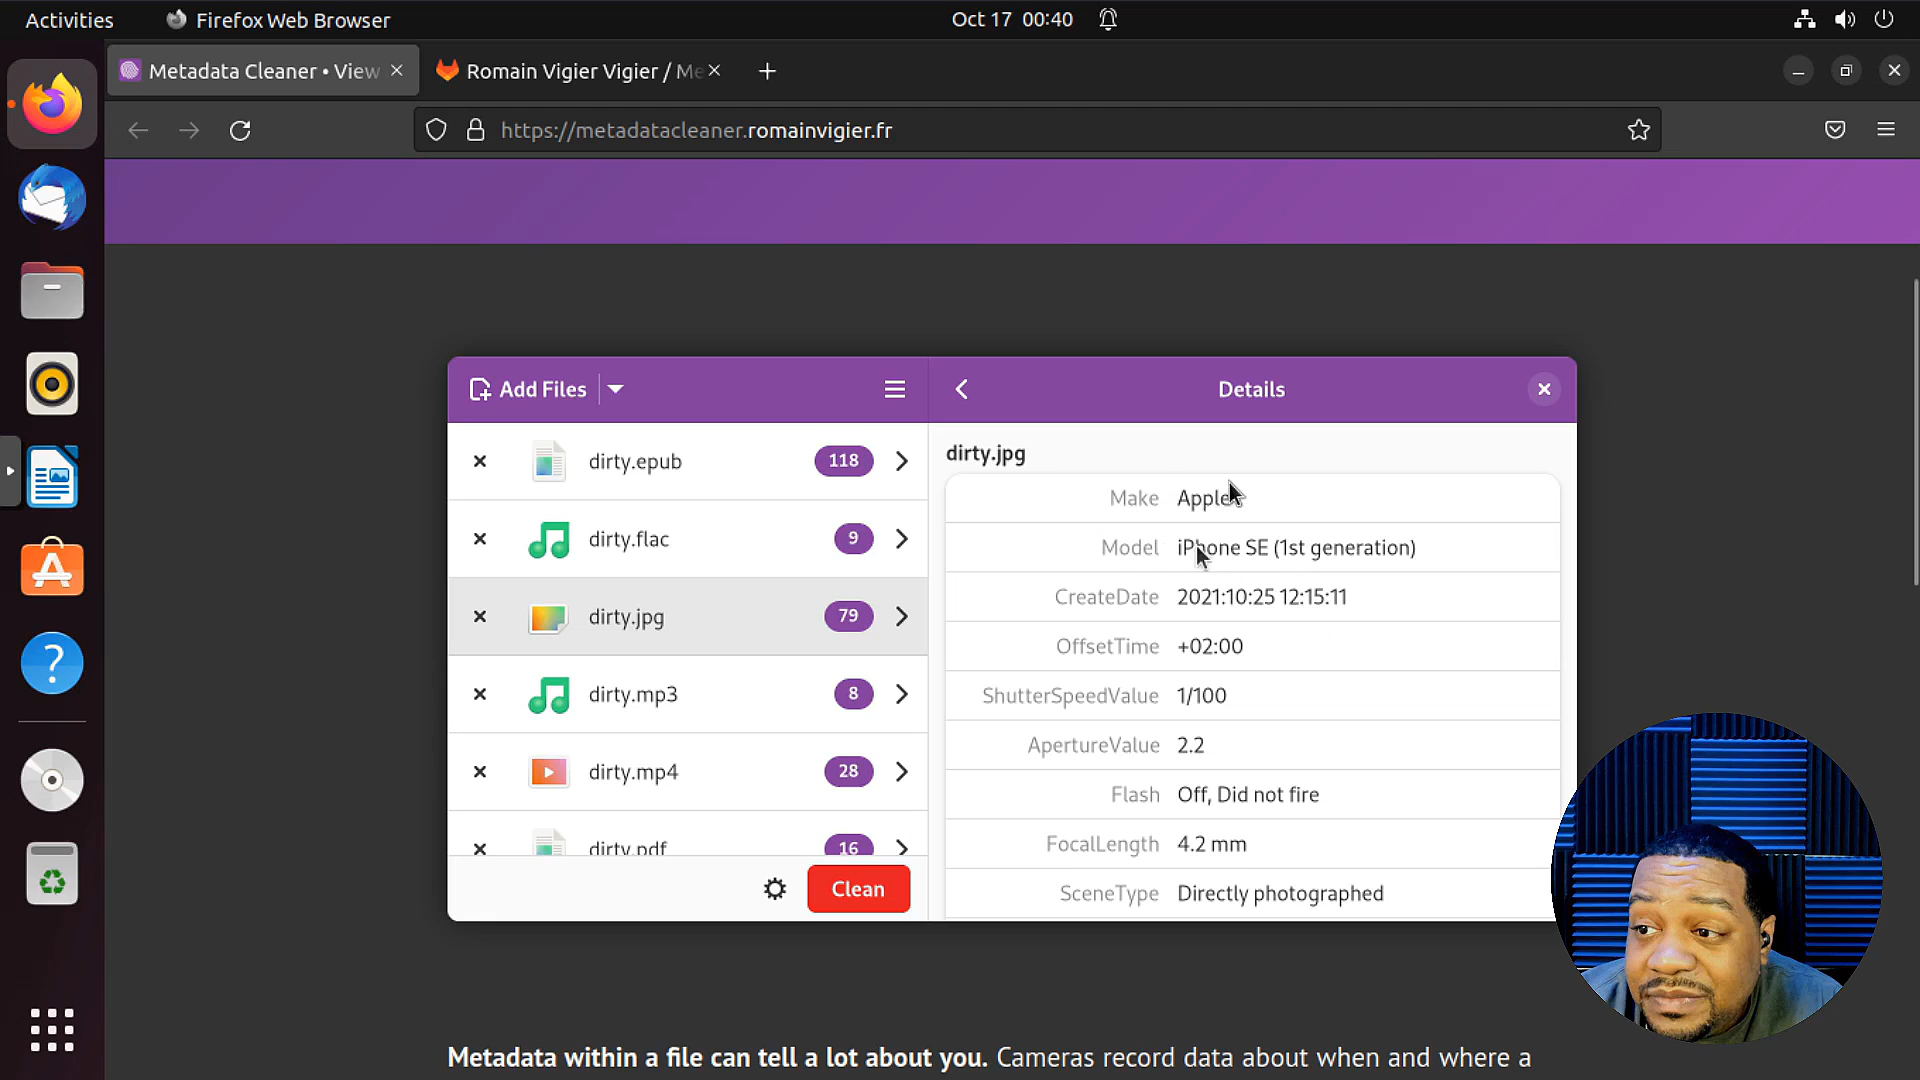 Activities
Firefox Web Browser
Oct 17 00:40
Metadata Cleaner • View
Romain Vigier Vigier / Me
https://metadatacleaner.romainvigier.fr
Add Files
Details
dirty.epub 118
dirty.flac 9
dirty.jpg 79
dirty.mp3 8
dirty.mp4 28
dirty.pdf 16
Clean
dirty.jpg
Make Apple
Model iPhone SE (1st generation)
CreateDate 2021:10:25 12:15:11
OffsetTime +02:00
ShutterSpeedValue 1/100
ApertureValue 2.2
Flash Off, Did not fire
FocalLength 4.2 mm
SceneType Directly photographed
Metadata within a file can tell a lot about you. Cameras record data about when and where a